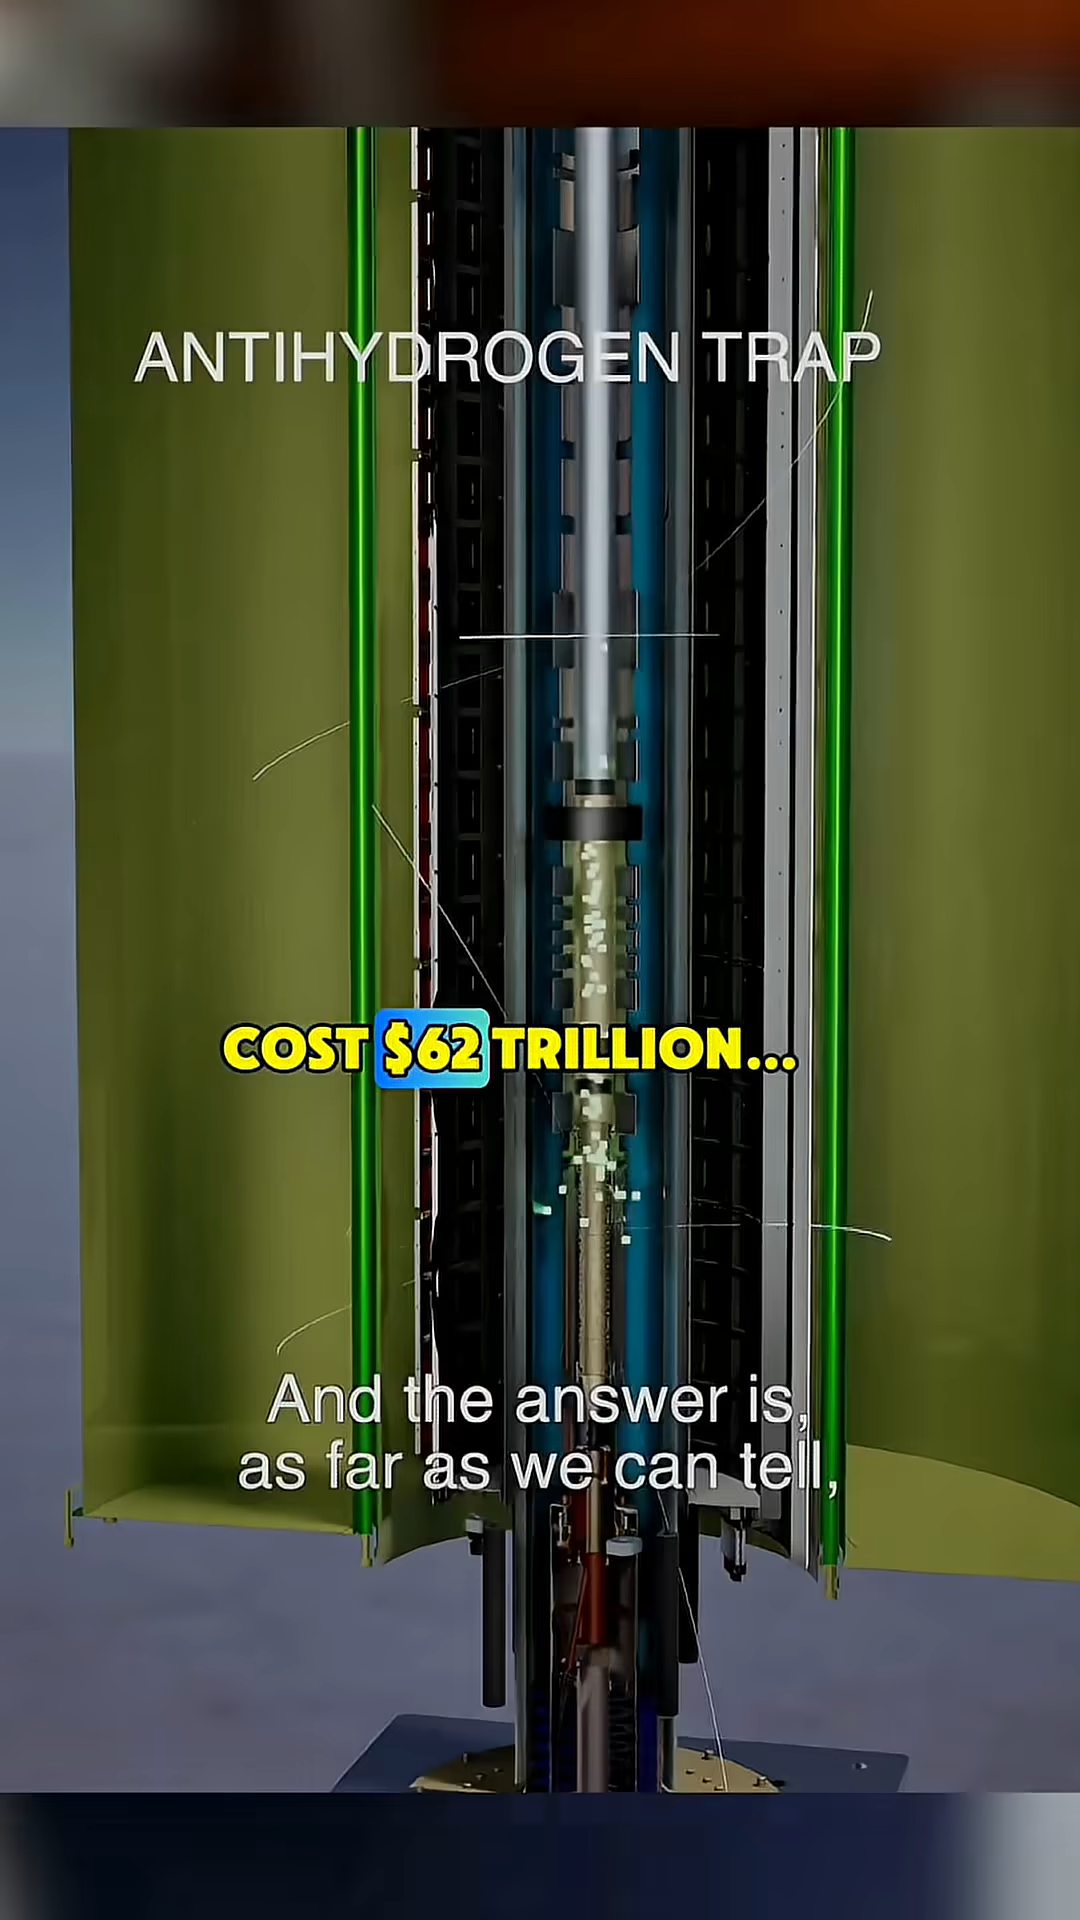 ANTIHYDROGEN TRAP
COST $62 TRILLION...
And the answer is,
as far as we can tell,